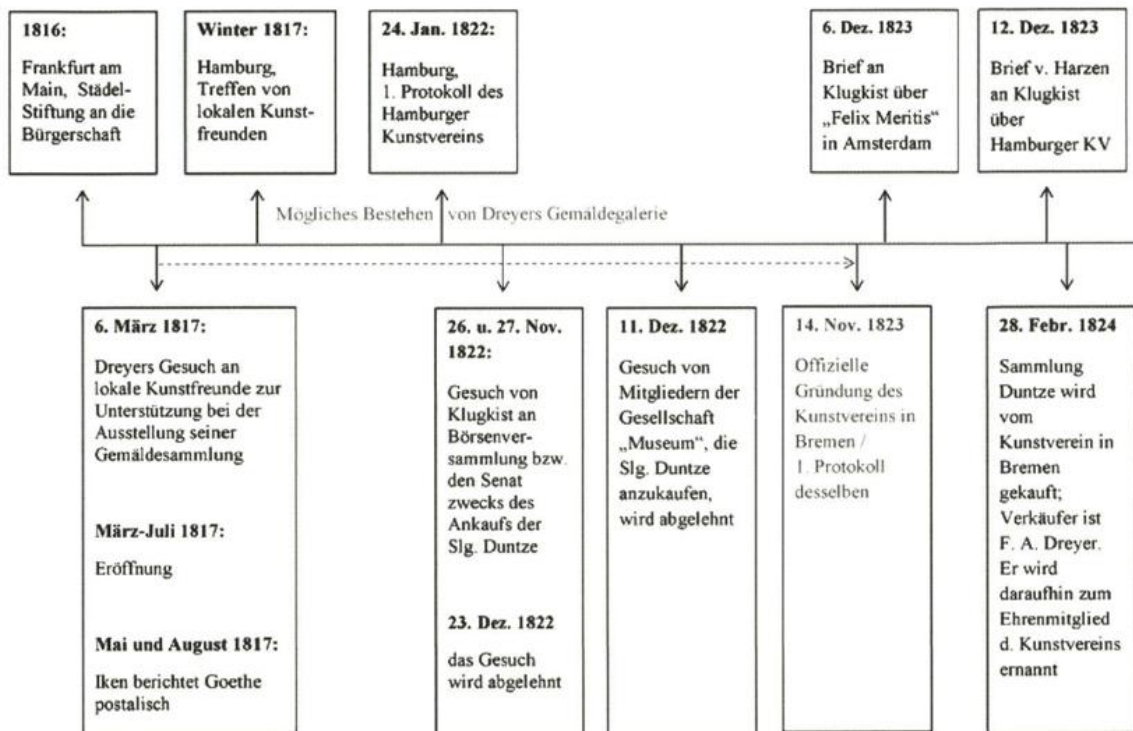 1816:
Frankfurt am
Main, Städel-
Stiftung an die
Bürgerschaft
Winter 1817:
Hamburg,
Treffen von
lokalen Kunst-
freunden
24. Jan. 1822:
Hamburg,
1. Protokoll des
Hamburger
Kunstvereins
6. Dez. 1823
Brief an
Klugkist über
„Felix Meritis“
in Amsterdam
12. Dez. 1823
Brief v. Harzen
an Klugkist
über
Hamburger KV
Mögliches Bestehen von Dreyers Gemäldegalerie
6. März 1817:
Dreyers Gesuch an
lokale Kunstfreunde zur
Unterstützung bei der
Ausstellung seiner
Gemäldesammlung
März-Juli 1817:
Eröffnung
Mai und August 1817:
Iken berichtet Goethe
postalisch
26. u. 27. Nov.
1822:
Gesuch von
Klugkist an
Börsenver-
sammlung bzw.
den Senat
zwecks des
Ankaufs der
Slg. Duntze
23. Dez. 1822
das Gesuch
wird abgelehnt
11. Dez. 1822
Gesuch von
Mitgliedern der
Gesellschaft
„Museum“, die
Slg. Duntze
anzukaufen,
wird abgelehnt
14. Nov. 1823
Offizielle
Gründung des
Kunstvereins in
Bremen /
1. Protokoll
desselben
28. Febr. 1824
Sammlung
Duntze wird
vom
Kunstverein in
Bremen
gekauft;
Verkäufer ist
F. A. Dreyer.
Er wird
daraufhin zum
Ehrenmitglied
d. Kunstvereins
ernannt